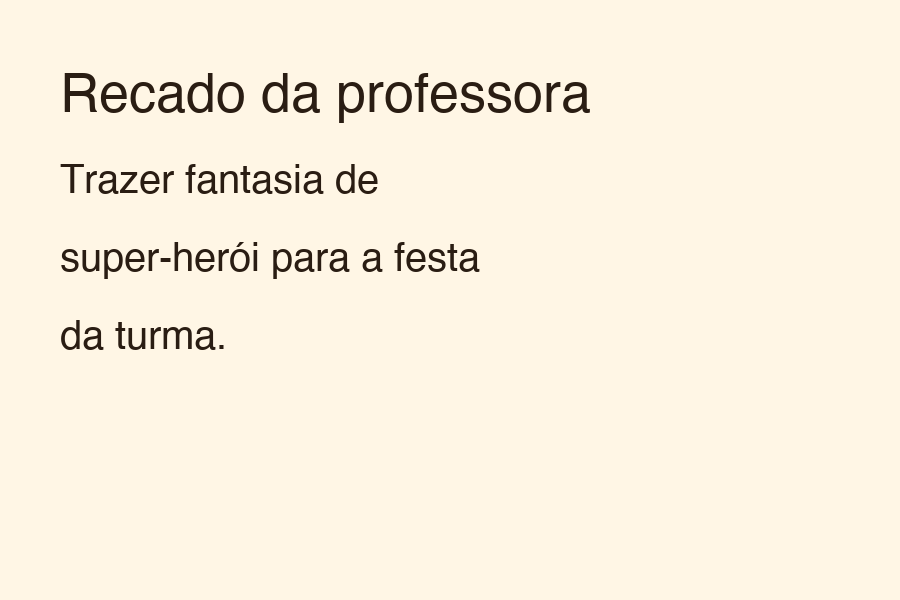 Recado da professora
Trazer fantasia de
super-herói para a festa
da turma.